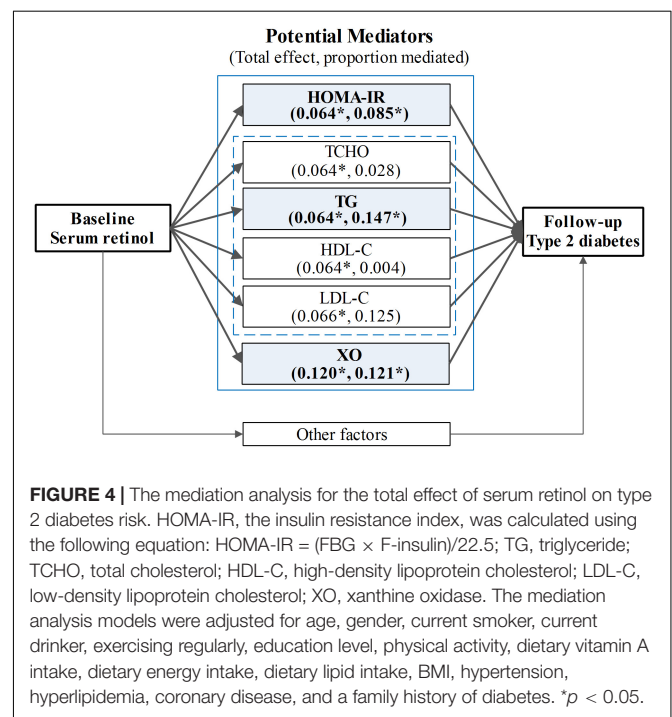 Potential Mediators
(Total effect, proportion mediated)
HOMA-IR
(0.064*, 0.085*)
TCHO
(0.064*, 0.028)
TG
(0.064*, 0.147*)
HDL-C
(0.064*, 0.004)
LDL-C
(0.066*, 0.125)
XO
(0.120*, 0.121*)
Baseline
Serum retinol
Follow-up
Type 2 diabetes
Other factors
FIGURE 4 | The mediation analysis for the total effect of serum retinol on type
2 diabetes risk. HOMA-IR, the insulin resistance index, was calculated using
the following equation: HOMA-IR = (FBG × F-insulin)/22.5; TG, triglyceride;
TCHO, total cholesterol; HDL-C, high-density lipoprotein cholesterol; LDL-C,
low-density lipoprotein cholesterol; XO, xanthine oxidase. The mediation
analysis models were adjusted for age, gender, current smoker, current
drinker, exercising regularly, education level, physical activity, dietary vitamin A
intake, dietary energy intake, dietary lipid intake, BMI, hypertension,
hyperlipidemia, coronary disease, and a family history of diabetes. *p < 0.05.